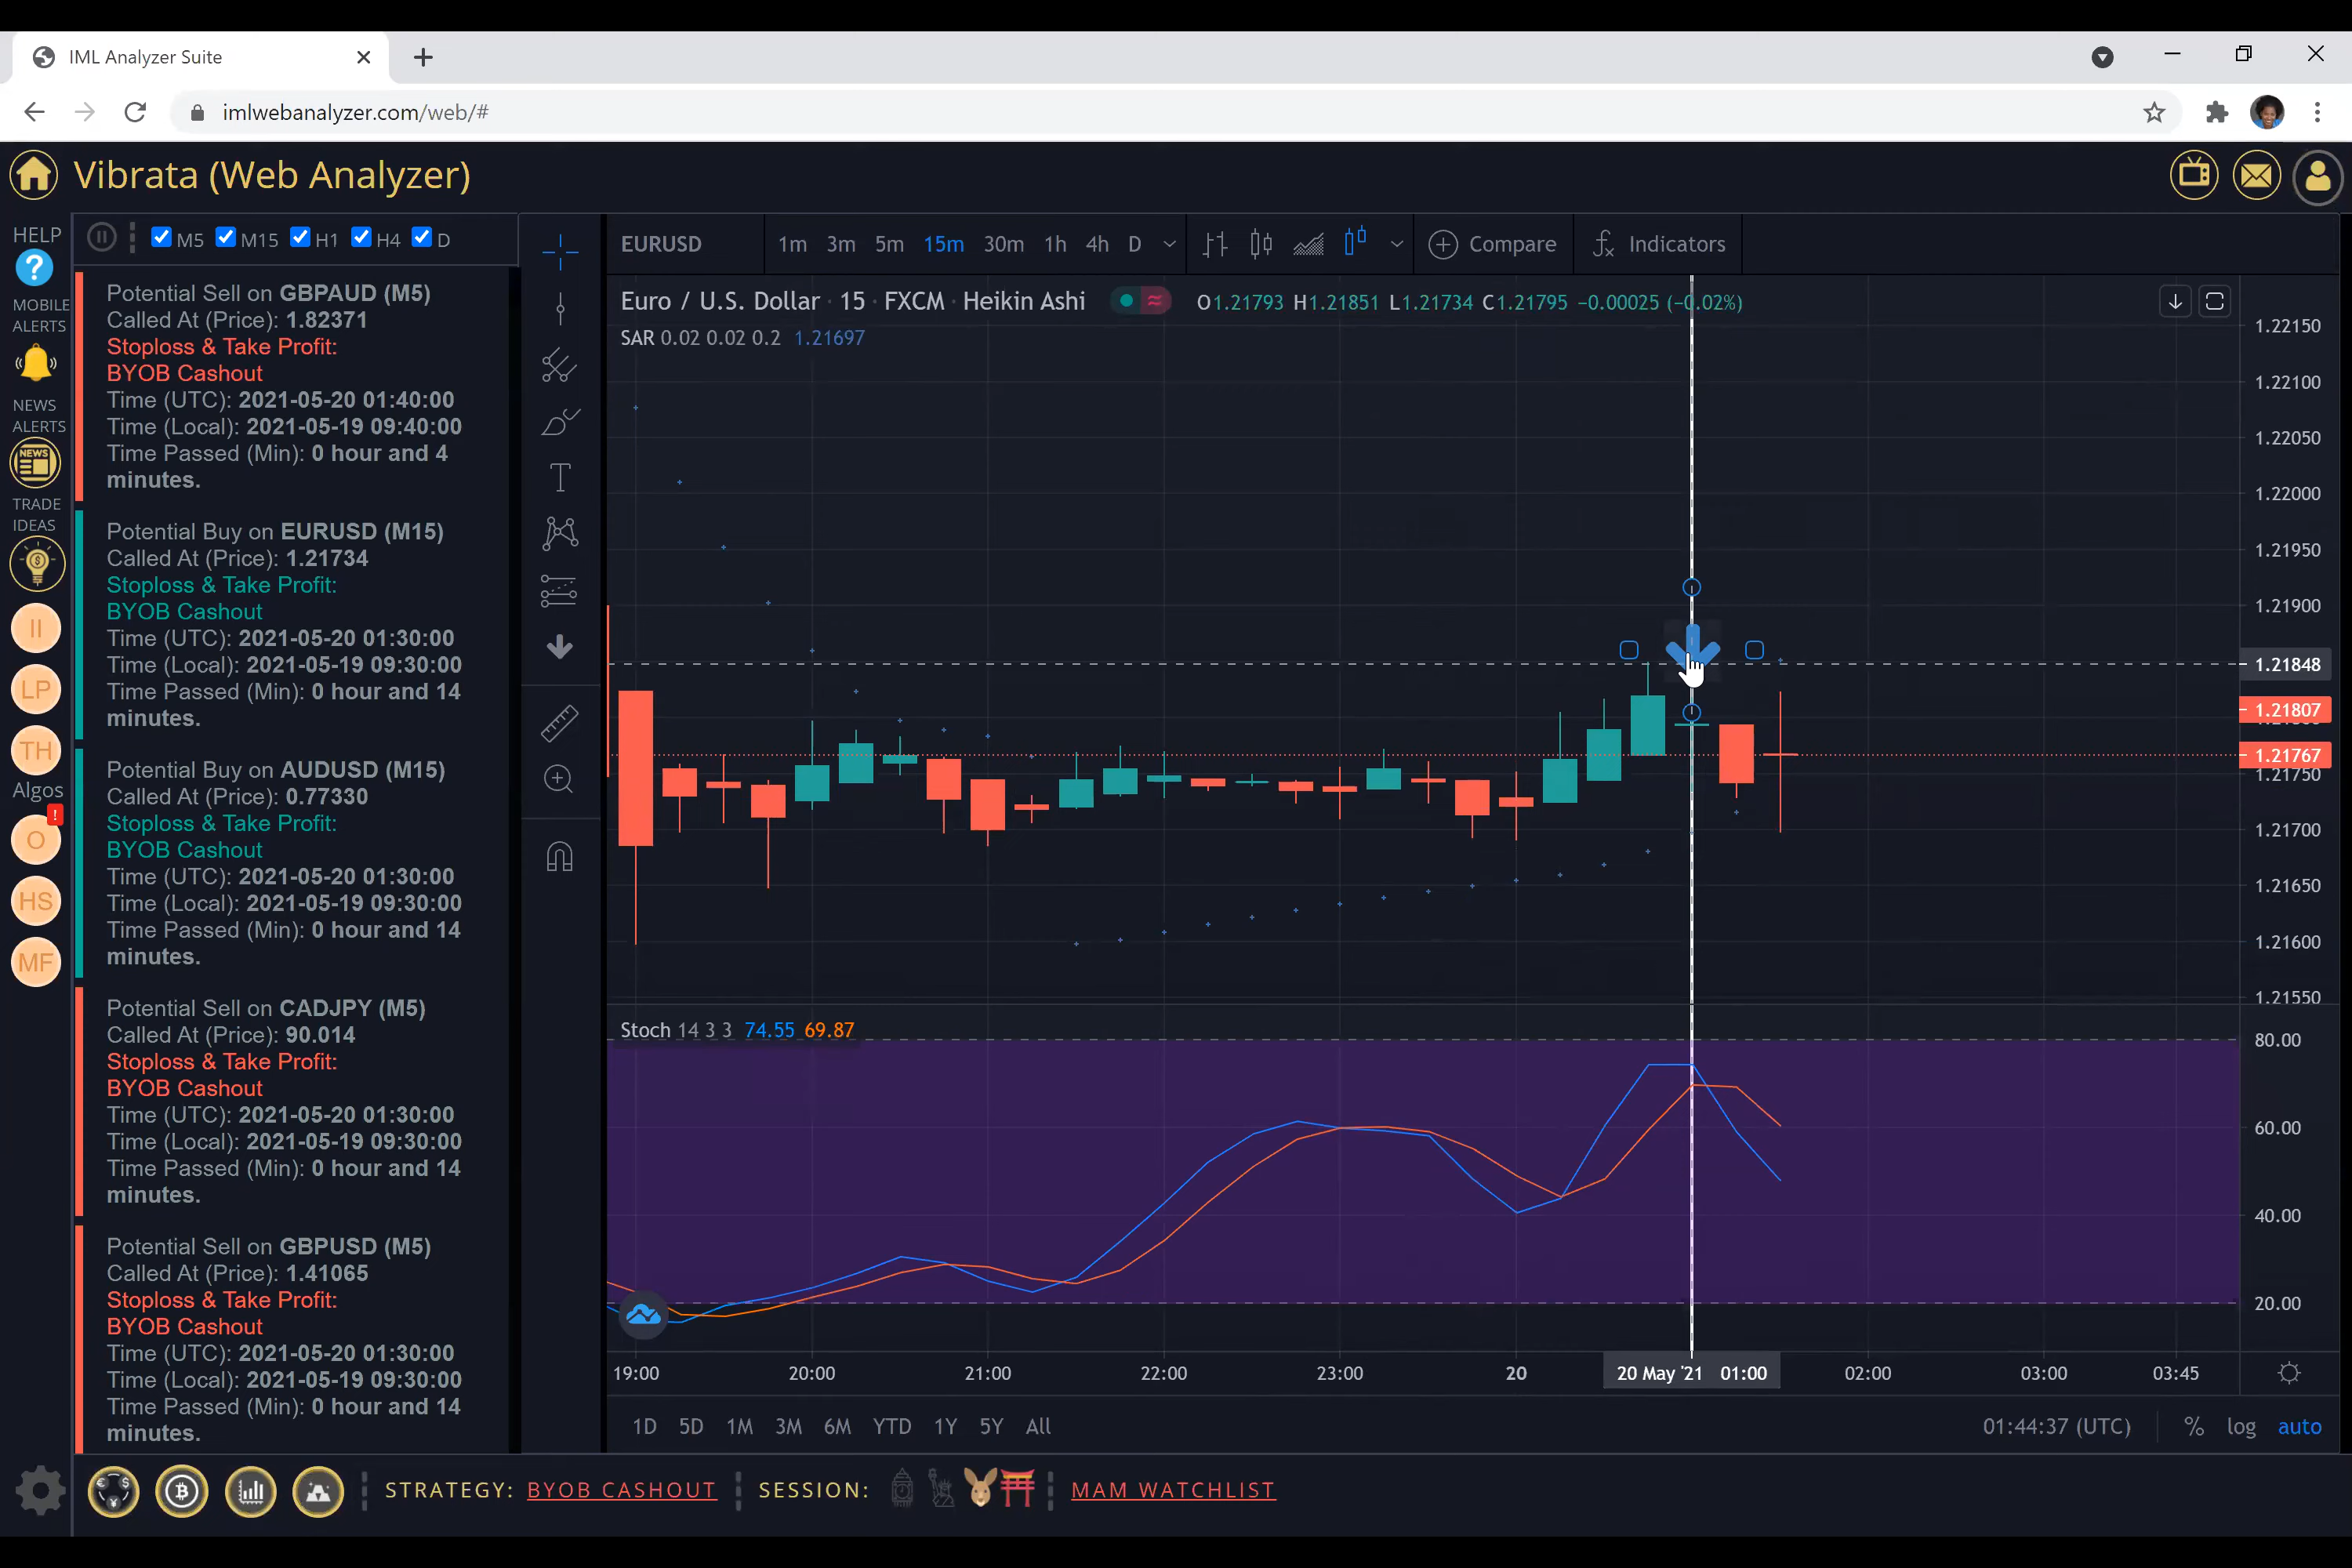 IML Analyzer Suite
imlwebanalyzer.com/web/#
Vibrata (Web Analyzer)
HELP
?
MOBILE
ALERTS
NEWS
ALERTS
NEWS
TRADE
IDEAS
II
LP
TH
Algos
!
O
HS
MF
M5 M15 H1 H4 D
Potential Sell on GBPAUD (M5)
Called At (Price): 1.82371
Stoploss & Take Profit:
BYOB Cashout
Time (UTC): 2021-05-20 01:40:00
Time (Local): 2021-05-19 09:40:00
Time Passed (Min): 0 hour and 4
minutes.
Potential Buy on EURUSD (M15)
Called At (Price): 1.21734
Stoploss & Take Profit:
BYOB Cashout
Time (UTC): 2021-05-20 01:30:00
Time (Local): 2021-05-19 09:30:00
Time Passed (Min): 0 hour and 14
minutes.
Potential Buy on AUDUSD (M15)
Called At (Price): 0.77330
Stoploss & Take Profit:
BYOB Cashout
Time (UTC): 2021-05-20 01:30:00
Time (Local): 2021-05-19 09:30:00
Time Passed (Min): 0 hour and 14
minutes.
Potential Sell on CADJPY (M5)
Called At (Price): 90.014
Stoploss & Take Profit:
BYOB Cashout
Time (UTC): 2021-05-20 01:30:00
Time (Local): 2021-05-19 09:30:00
Time Passed (Min): 0 hour and 14
minutes.
Potential Sell on GBPUSD (M5)
Called At (Price): 1.41065
Stoploss & Take Profit:
BYOB Cashout
Time (UTC): 2021-05-20 01:30:00
Time (Local): 2021-05-19 09:30:00
Time Passed (Min): 0 hour and 14
minutes.
EURUSD 1m 3m 5m 15m 30m 1h 4h D Compare Indicators
Euro / U.S. Dollar · 15 · FXCM · Heikin Ashi O1.21793 H1.21851 L1.21734 C1.21795 −0.00025 (−0.02%)
SAR 0.02 0.02 0.2 1.21697
1.22150
1.22100
1.22050
1.22000
1.21950
1.21900
1.21848
1.21807
1.21767
1.21750
1.21700
1.21650
1.21600
1.21550
Stoch 14 3 3 74.55 69.87
80.00
60.00
40.00
20.00
19:00 20:00 21:00 22:00 23:00 20 20 May '21 01:00 02:00 03:00 03:45
1D 5D 1M 3M 6M YTD 1Y 5Y All 01:44:37 (UTC) % log auto
STRATEGY: BYOB CASHOUT SESSION: MAM WATCHLIST